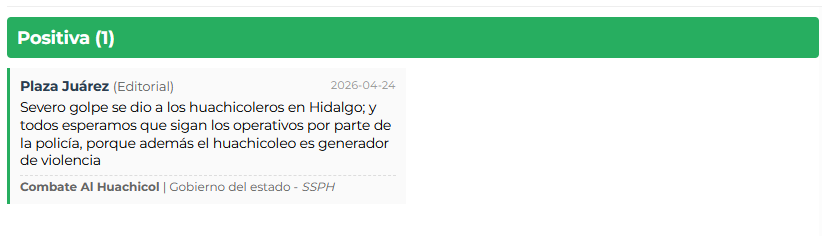 Positiva (1)
Plaza Juárez (Editorial) 2026-04-24
Severo golpe se dio a los huachicoleros en Hidalgo; y
todos esperamos que sigan los operativos por parte de
la policía, porque además el huachicoleo es generador
de violencia
Combate Al Huachicol | Gobierno del estado - SSPH